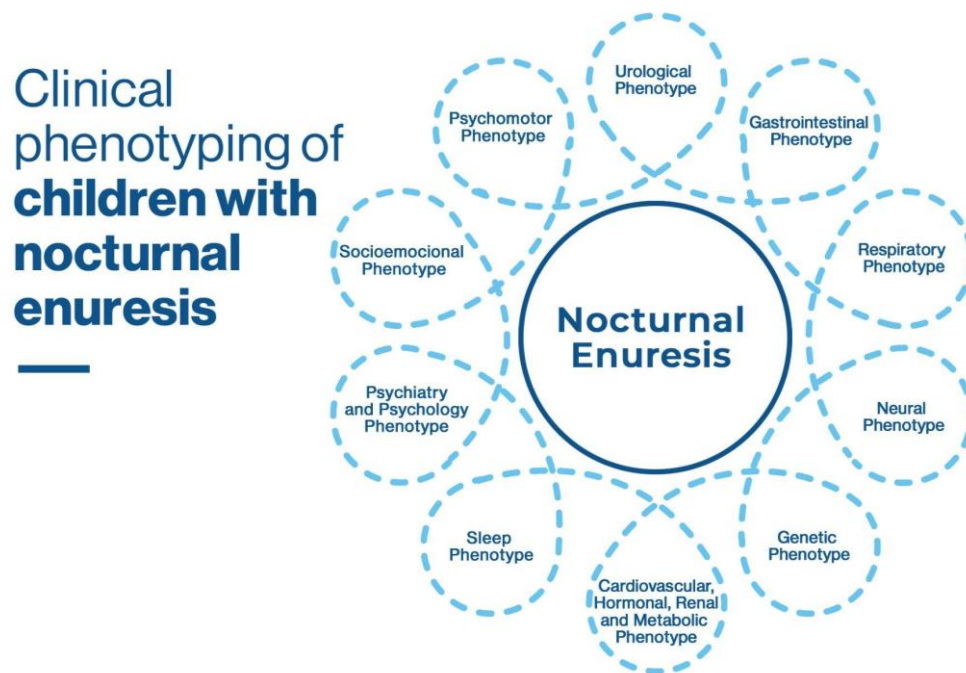 Clinical
phenotyping of
children with
nocturnal
enuresis
Urological
Phenotype
Gastrointestinal
Phenotype
Respiratory
Phenotype
Neural
Phenotype
Genetic
Phenotype
Cardiovascular,
Hormonal, Renal
and Metabolic
Phenotype
Sleep
Phenotype
Psychiatry
and Psychology
Phenotype
Socioemocional
Phenotype
Psychomotor
Phenotype
Nocturnal
Enuresis